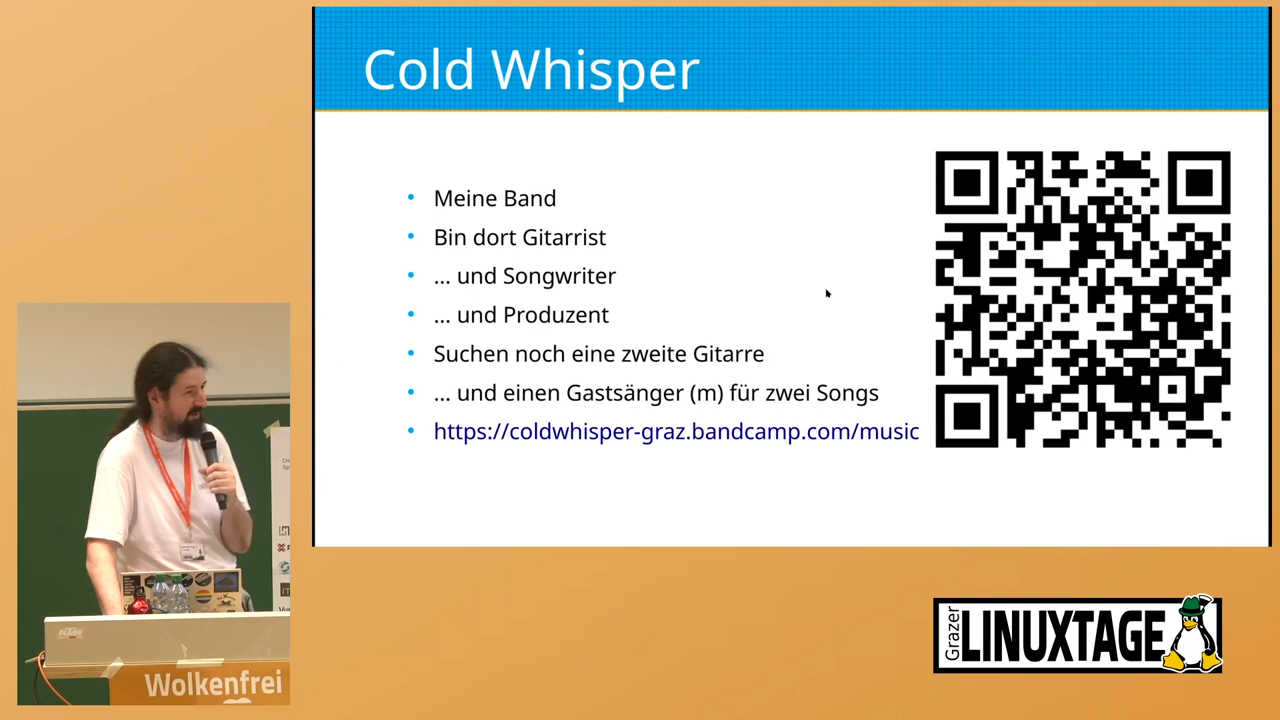 Cold Whisper
Meine Band
Bin dort Gitarrist
... und Songwriter
... und Produzent
Suchen noch eine zweite Gitarre
... und einen Gastsänger (m) für zwei Songs
https://coldwhisper-graz.bandcamp.com/music
Wolkenfrei
Grazer
LINUXTAGE